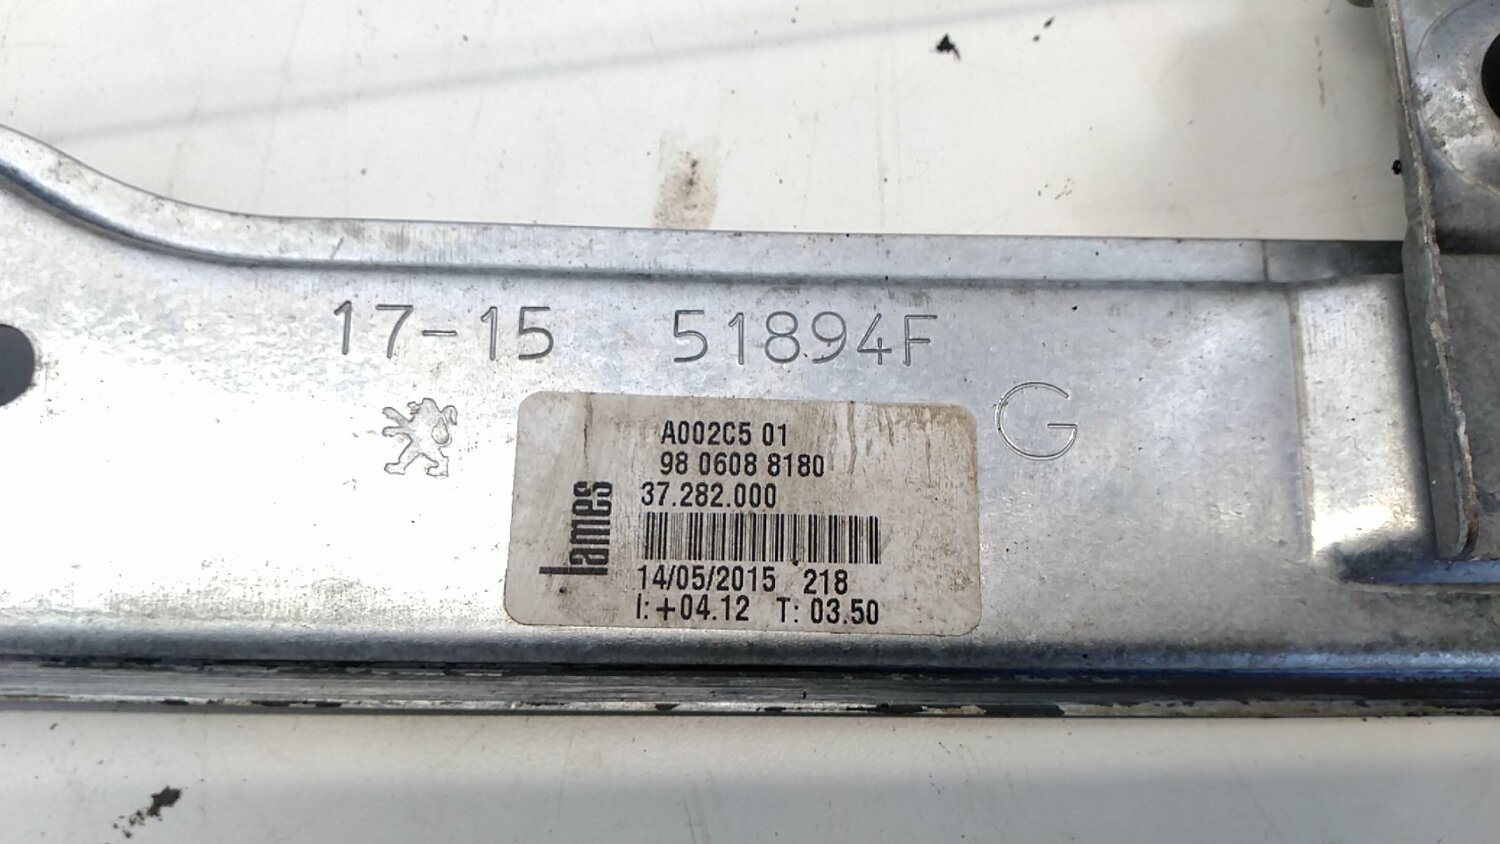 17-15 51894F
G
A002C5 01
98 0608 8180
37.282.000
lames
14/05/2015 218
I: +04.12 T: 03.50